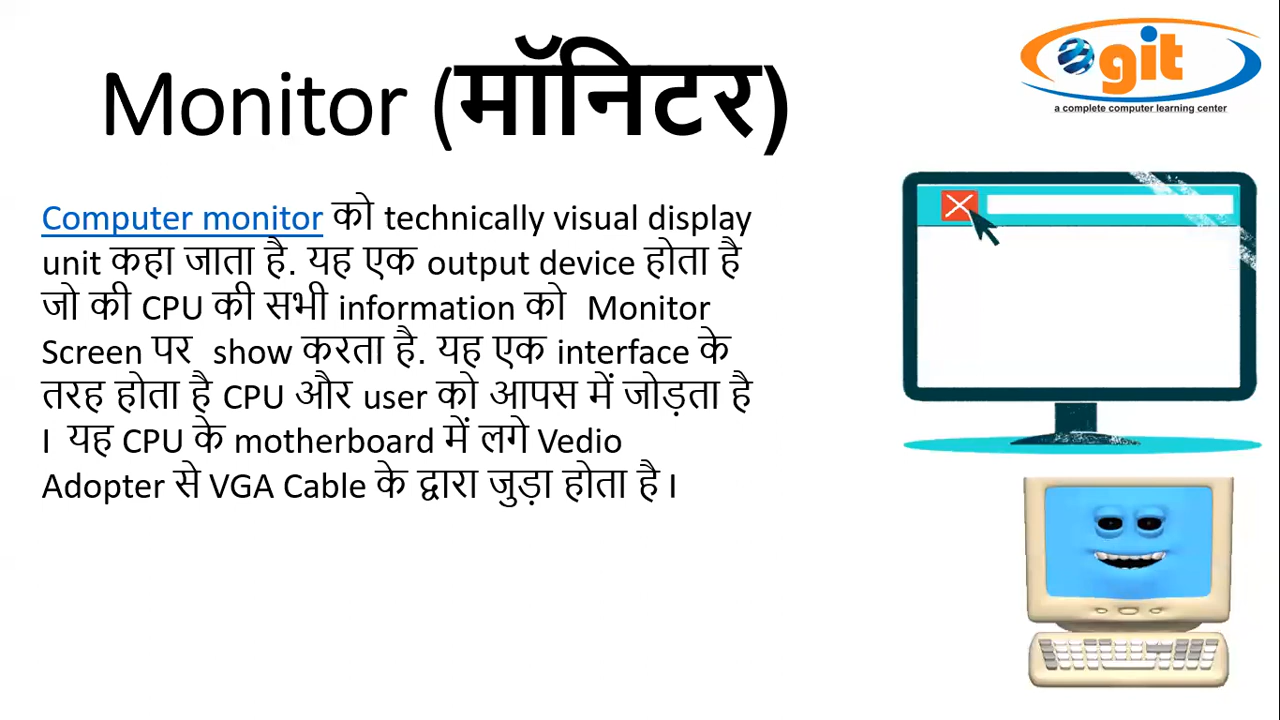 Monitor (मॉनिटर)
egit
a complete computer learning center
Computer monitor को technically visual display
unit कहा जाता है. यह एक output device होता है
जो की CPU की सभी information को Monitor
Screen पर show करता है. यह एक interface के
तरह होता है CPU और user को आपस में जोड़ता है
I यह CPU के motherboard में लगे Vedio
Adopter से VGA Cable के द्वारा जुड़ा होता है I